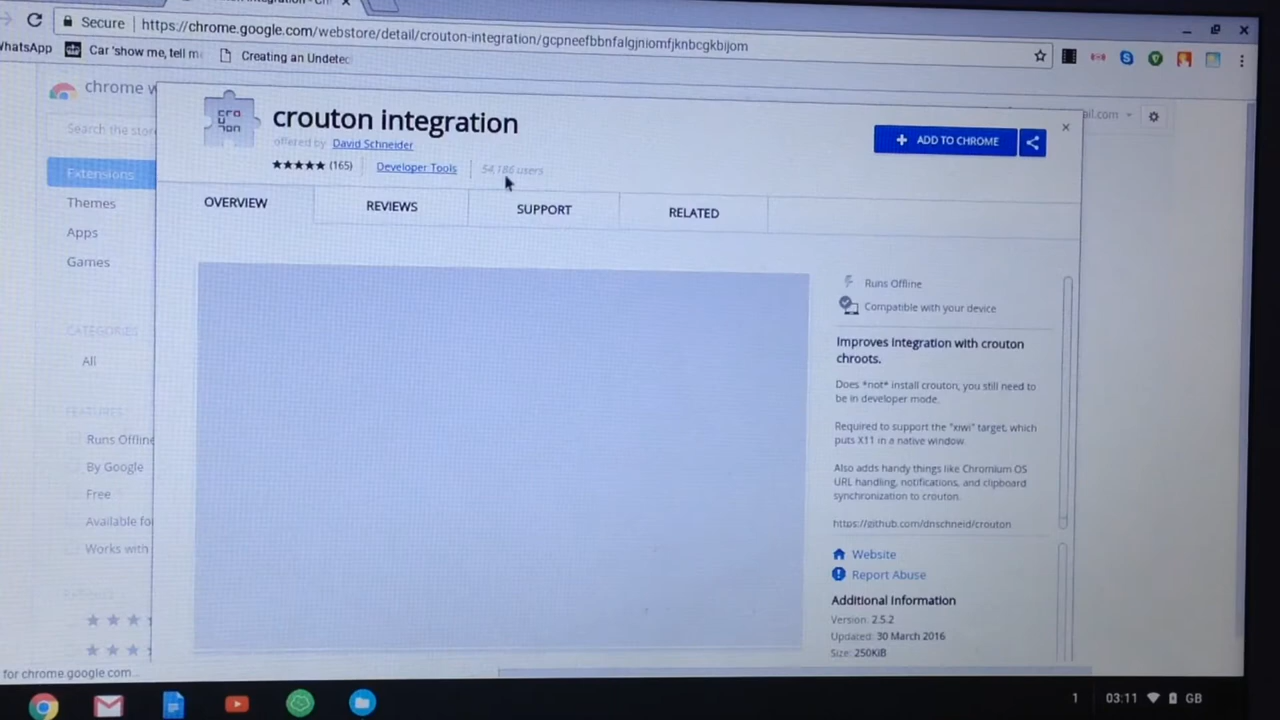 Secure
https://chrome.google.com/webstore/detail/crouton-integration/gcpneefbbnfalgjniomfjknbcgkbijom
WhatsApp
Car 'show me, tell m
Creating an Undetec
chrome w
Search the stor
Extensions
Themes
Apps
Games
CATEGORIES
All
FEATURES
Runs Offline
By Google
Free
Available fo
Works with
cro
u
non
crouton integration
offered by David Schneider
(165)
Developer Tools
users
ADD TO CHROME
ail.com
OVERVIEW
REVIEWS
SUPPORT
RELATED
Runs Offline
Compatible with your device
Improves Integration with crouton
chroots.
Does *not* install crouton, you still need to
be in developer mode.
Required to support the "xiwi" target, which
puts X11 in a native window.
Also adds handy things like Chromium OS
URL handling, notifications, and clipboard
synchronization to crouton.
https://github.com/dnschneid/crouton
Website
Report Abuse
Additional Information
Version: 2.5.2
Updated: 30 March 2016
Size: 250KiB
for chrome.google.com...
1
03:11
GB